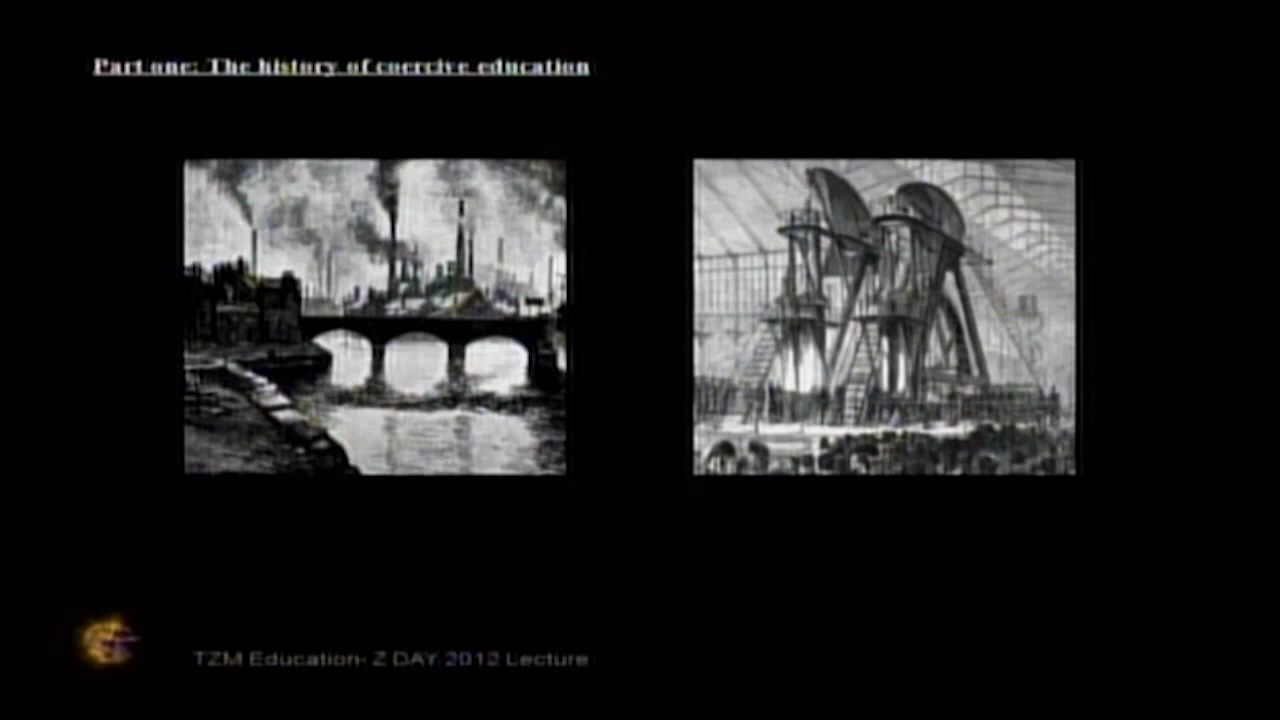 Part one: The history of coercive education
TZM Education- Z DAY 2012 Lecture